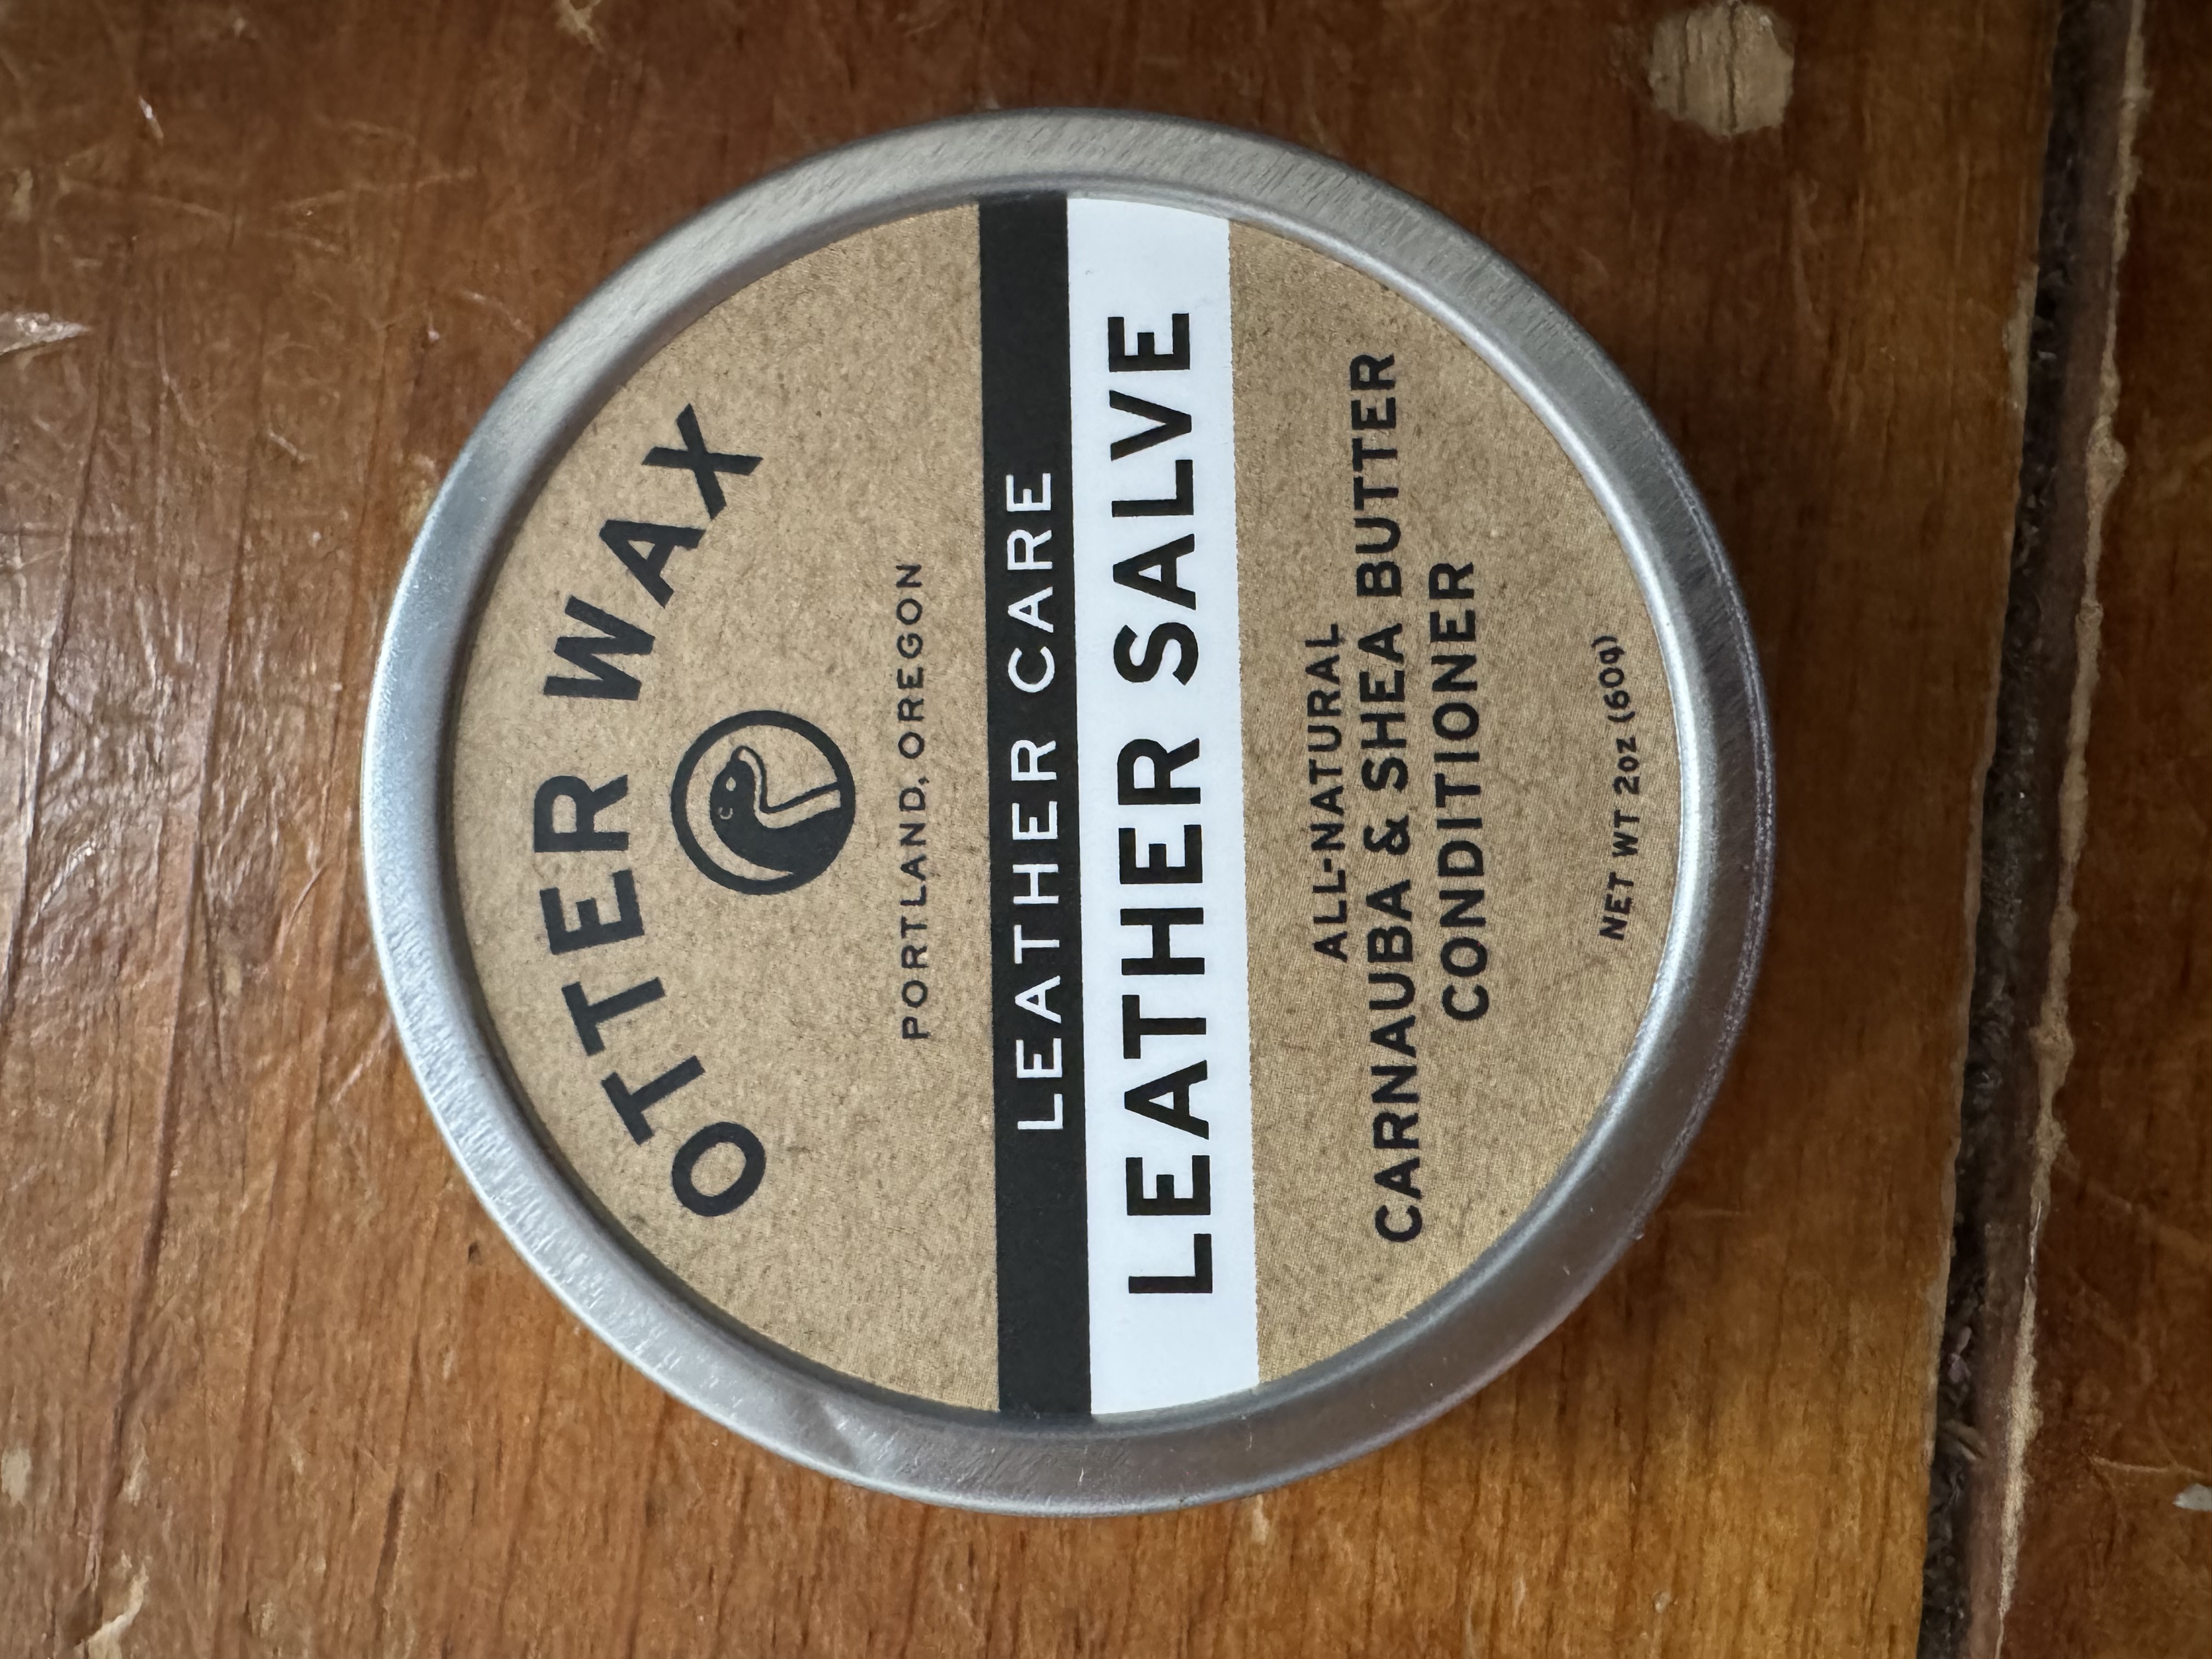 OTTER WAX
PORTLAND, OREGON
LEATHER CARE
LEATHER SALVE
ALL-NATURAL
CARNAUBA & SHEA BUTTER
CONDITIONER
NET WT 2oz (60g)